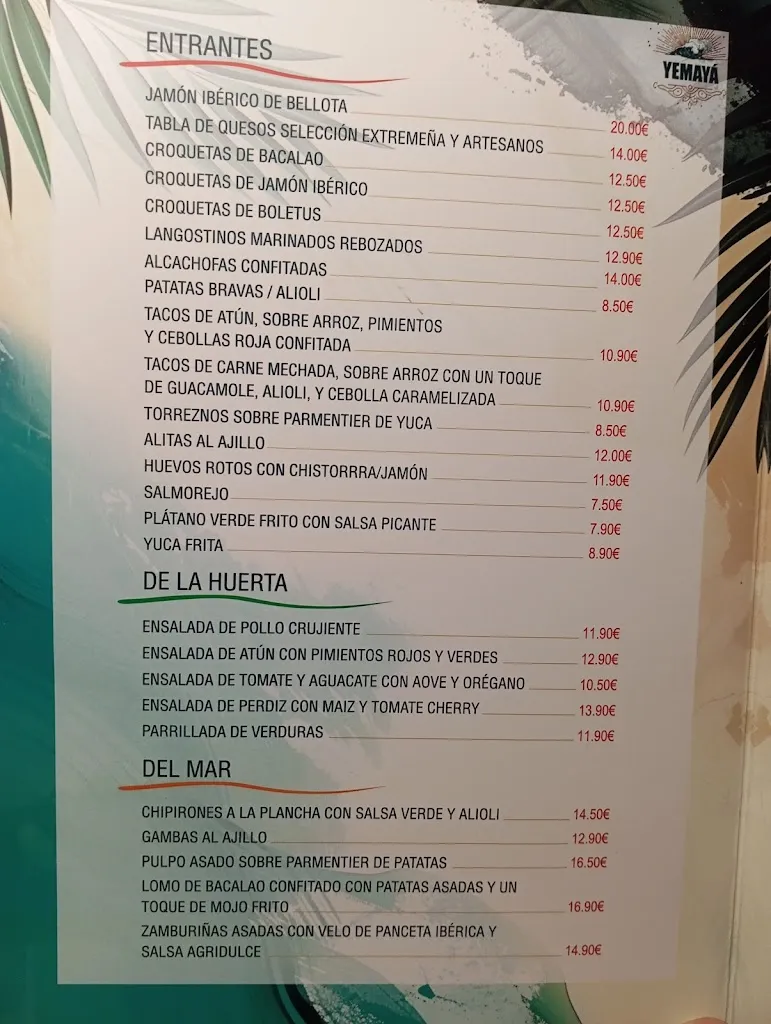 YEMAYÁ
ENTRANTES
JAMÓN IBÉRICO DE BELLOTA 20.00€
TABLA DE QUESOS SELECCIÓN EXTREMEÑA Y ARTESANOS 14.00€
CROQUETAS DE BACALAO 12.50€
CROQUETAS DE JAMÓN IBÉRICO 12.50€
CROQUETAS DE BOLETUS 12.50€
LANGOSTINOS MARINADOS REBOZADOS 12.90€
ALCACHOFAS CONFITADAS 14.00€
PATATAS BRAVAS / ALIOLI 8.50€
TACOS DE ATÚN, SOBRE ARROZ, PIMIENTOS
Y CEBOLLAS ROJA CONFITADA 10.90€
TACOS DE CARNE MECHADA, SOBRE ARROZ CON UN TOQUE
DE GUACAMOLE, ALIOLI, Y CEBOLLA CARAMELIZADA 10.90€
TORREZNOS SOBRE PARMENTIER DE YUCA 8.50€
ALITAS AL AJILLO 12.00€
HUEVOS ROTOS CON CHISTORRRA/JAMÓN 11.90€
SALMOREJO 7.50€
PLÁTANO VERDE FRITO CON SALSA PICANTE 7.90€
YUCA FRITA 8.90€
DE LA HUERTA
ENSALADA DE POLLO CRUJIENTE 11.90€
ENSALADA DE ATÚN CON PIMIENTOS ROJOS Y VERDES 12.90€
ENSALADA DE TOMATE Y AGUACATE CON AOVE Y ORÉGANO 10.50€
ENSALADA DE PERDIZ CON MAIZ Y TOMATE CHERRY 13.90€
PARRILLADA DE VERDURAS 11.90€
DEL MAR
CHIPIRONES A LA PLANCHA CON SALSA VERDE Y ALIOLI 14.50€
GAMBAS AL AJILLO 12.90€
PULPO ASADO SOBRE PARMENTIER DE PATATAS 16.50€
LOMO DE BACALAO CONFITADO CON PATATAS ASADAS Y UN
TOQUE DE MOJO FRITO 16.90€
ZAMBURIÑAS ASADAS CON VELO DE PANCETA IBÉRICA Y
SALSA AGRIDULCE 14.90€